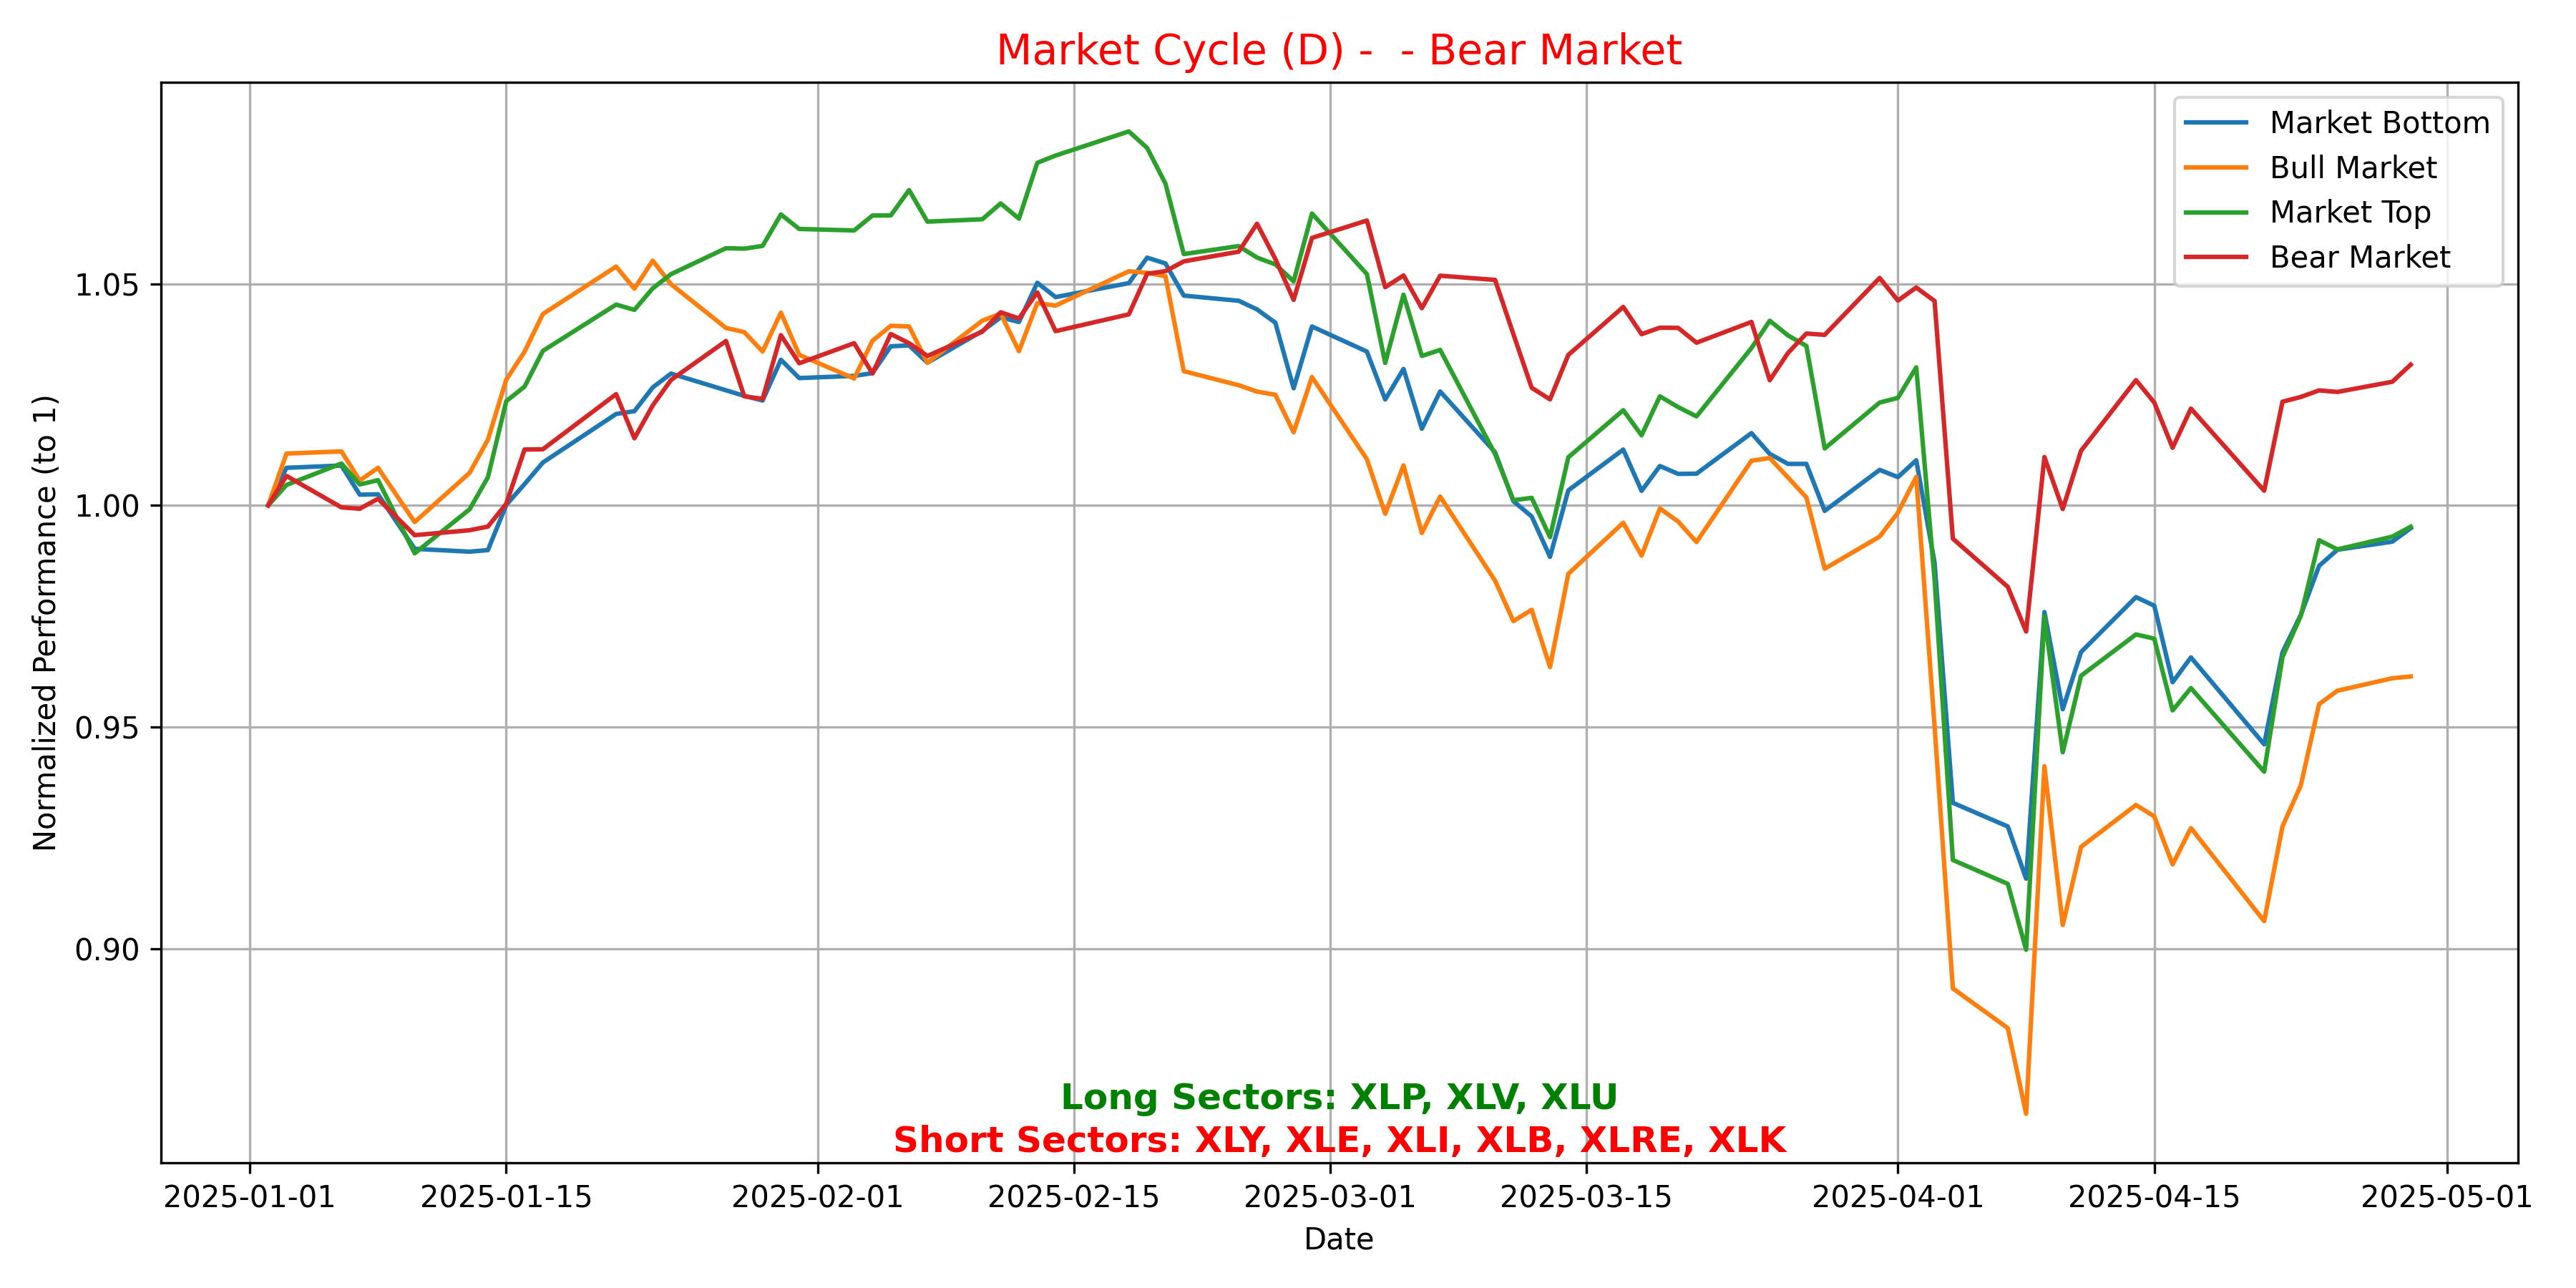 Market Cycle (D) -  - Bear Market
Market Bottom
Bull Market
Market Top
Bear Market
Normalized Performance (to 1)
1.05
1.00
0.95
0.90
Long Sectors: XLP, XLV, XLU
Short Sectors: XLY, XLE, XLI, XLB, XLRE, XLK
2025-01-01 2025-01-15 2025-02-01 2025-02-15 2025-03-01 2025-03-15 2025-04-01 2025-04-15 2025-05-01
Date